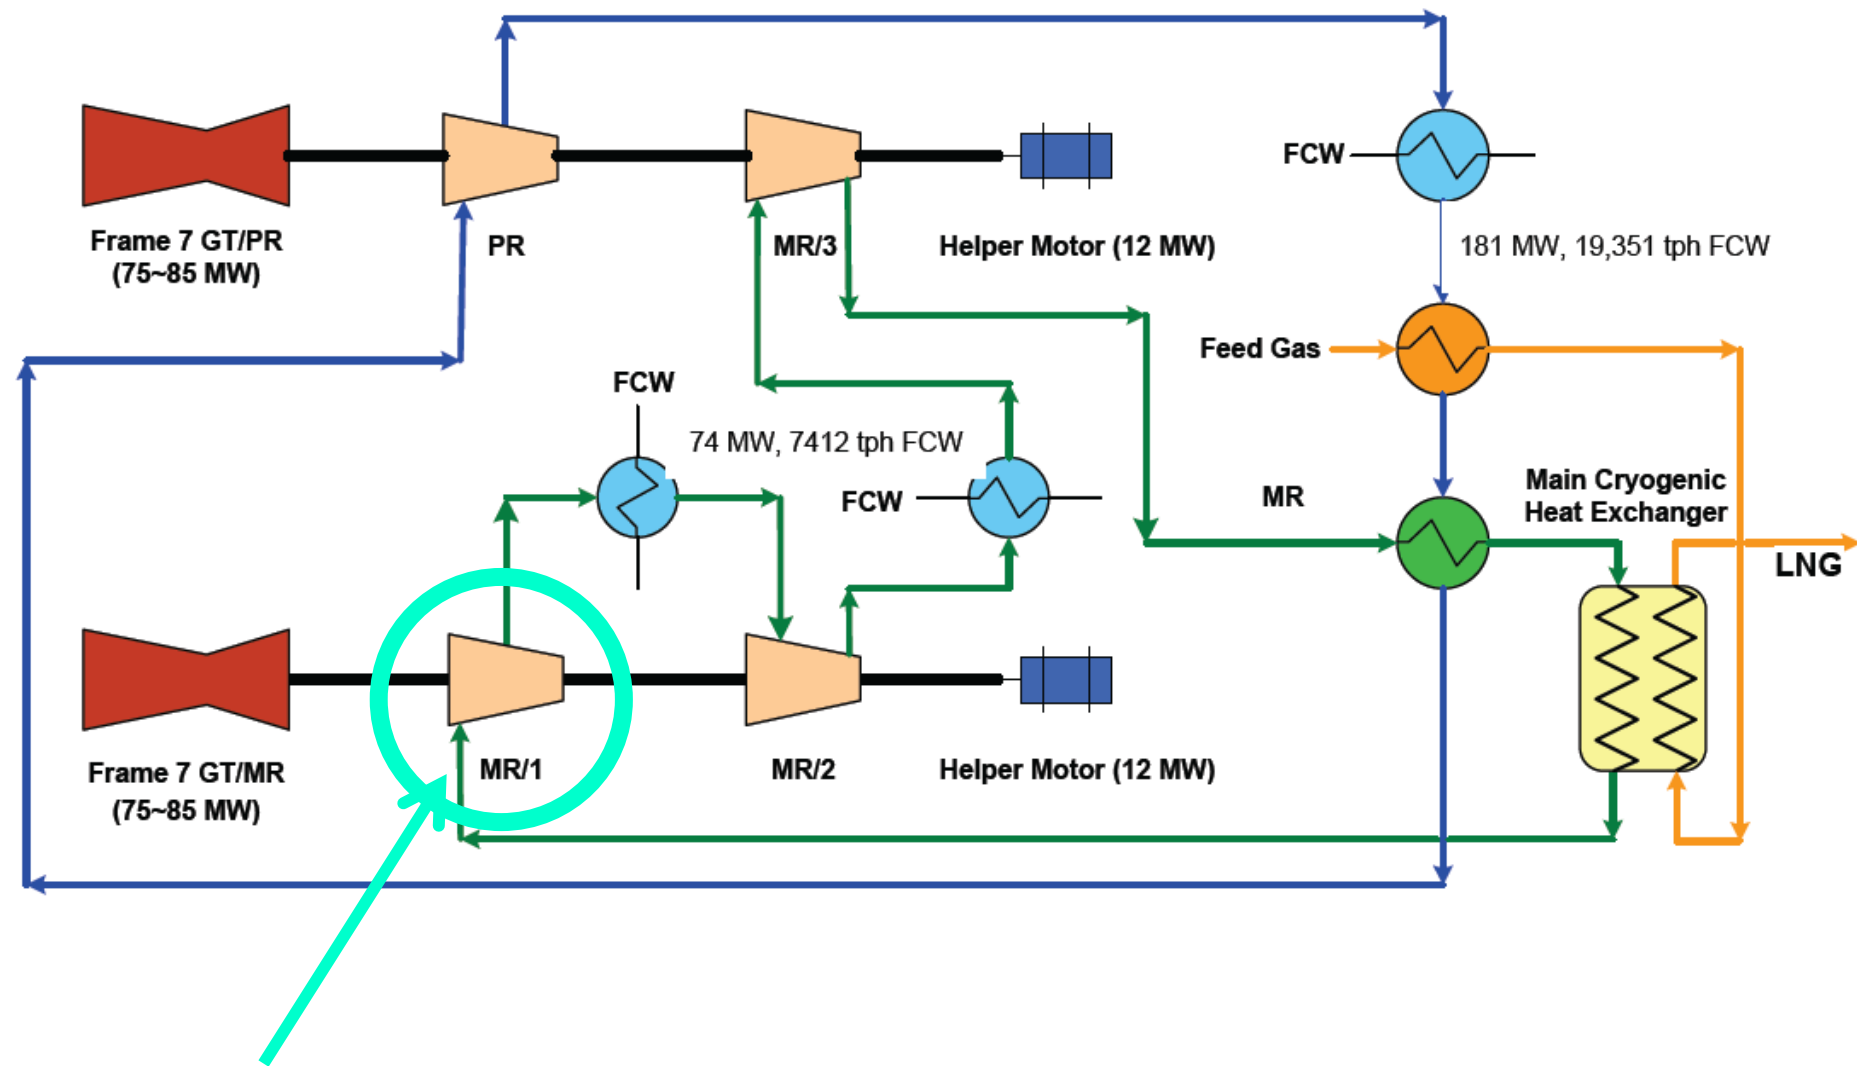 FCW
Frame 7 GT/PR
(75~85 MW)
PR
MR/3
Helper Motor (12 MW)
181 MW, 19,351 tph FCW
Feed Gas
FCW
74 MW, 7412 tph FCW
FCW
MR
Main Cryogenic
Heat Exchanger
LNG
Frame 7 GT/MR
(75~85 MW)
MR/1
MR/2
Helper Motor (12 MW)